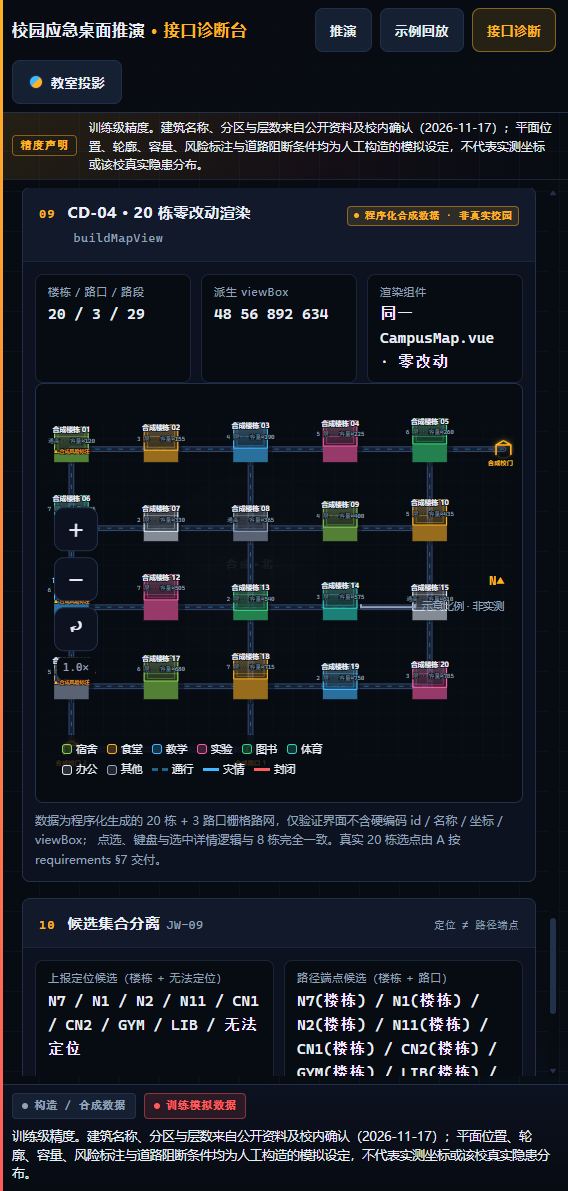 校园应急桌面推演 • 接口诊断台
推演
示例回放
接口诊断
教室投影
精度声明
训练级精度。建筑名称、分区与层数来自公开资料及校内确认（2026-11-17）；平面位
置、轮廓、容量、风险标注与道路阻断条件均为人工构造的模拟设定，不代表实测坐标
或该校真实隐患分布。
09 CD-04 • 20 栋零改动渲染
buildMapView
程序化合成数据 · 非真实校园
楼栋 / 路口 / 路段
20 / 3 / 29
派生 viewBox
48 56 892 634
渲染组件
同一
CampusMap.vue
· 零改动
合成楼栋 01
合成楼栋 02
合成楼栋 03
合成楼栋 04
合成楼栋 05
合成校门
合成楼栋 06
合成楼栋 07
合成楼栋 08
合成楼栋 09
合成楼栋 10
+
合成楼栋 12
合成楼栋 13
合成楼栋 14
合成楼栋 15
N▲
示意比例 · 非实测
−
1.0×
合成楼栋 17
合成楼栋 18
合成楼栋 19
合成楼栋 20
宿舍 食堂 教学 实验 图书 体育
办公 其他 通行 灾情 封闭
数据为程序化生成的 20 栋 + 3 路口栅格路网，仅验证界面不含硬编码 id / 名称 / 坐标 /
viewBox； 点选、键盘与选中详情逻辑与 8 栋完全一致。真实 20 栋选点由 A 按
requirements §7 交付。
10 候选集合分离 JW-09
定位 ≠ 路径端点
上报定位候选（楼栋 + 无法定位）
N7 / N1 / N2 / N11 / CN1
/ CN2 / GYM / LIB / 无法
定位
路径端点候选（楼栋 + 路口）
N7(楼栋) / N1(楼栋) /
N2(楼栋) / N11(楼栋) /
CN1(楼栋) / CN2(楼栋) /
GYM(楼栋) / LIB(楼栋) /
构造 / 合成数据
训练模拟数据
训练级精度。建筑名称、分区与层数来自公开资料及校内确认（2026-11-17）；平面位置、轮
廓、容量、风险标注与道路阻断条件均为人工构造的模拟设定，不代表实测坐标或该校真实隐患分
布。